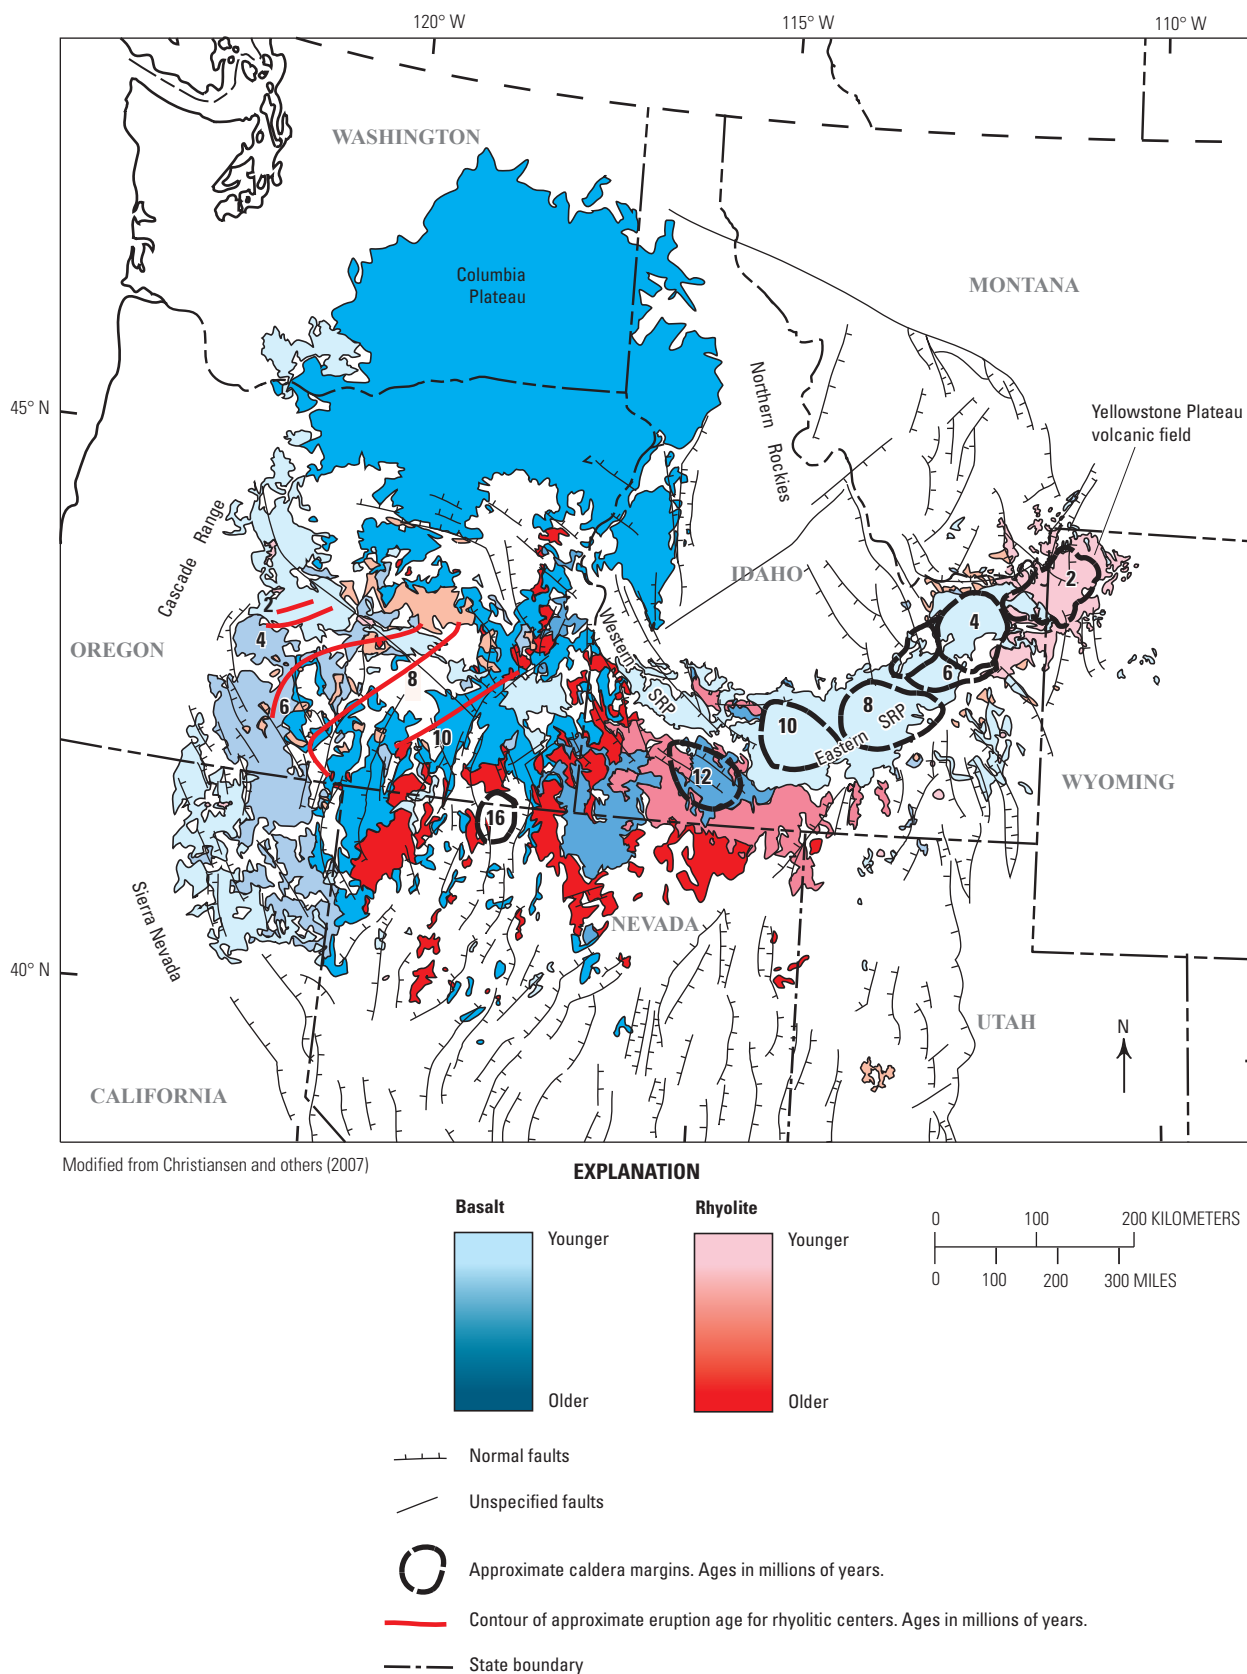 120° W
115° W
110° W
WASHINGTON
Columbia
Plateau
MONTANA
45° N
Northern Rockies
Yellowstone Plateau
volcanic field
Cascade Range
IDAHO
2
2
4
4
OREGON
Western
SRP
6
8
6
8
SRP
10
10
Eastern
12
WYOMING
16
Sierra Nevada
NEVADA
40° N
UTAH
N
CALIFORNIA
Modified from Christiansen and others (2007)
EXPLANATION
Basalt
Rhyolite
Younger
Younger
Older
Older
0 100 200 KILOMETERS
0 100 200 300 MILES
Normal faults
Unspecified faults
Approximate caldera margins. Ages in millions of years.
Contour of approximate eruption age for rhyolitic centers. Ages in millions of years.
State boundary